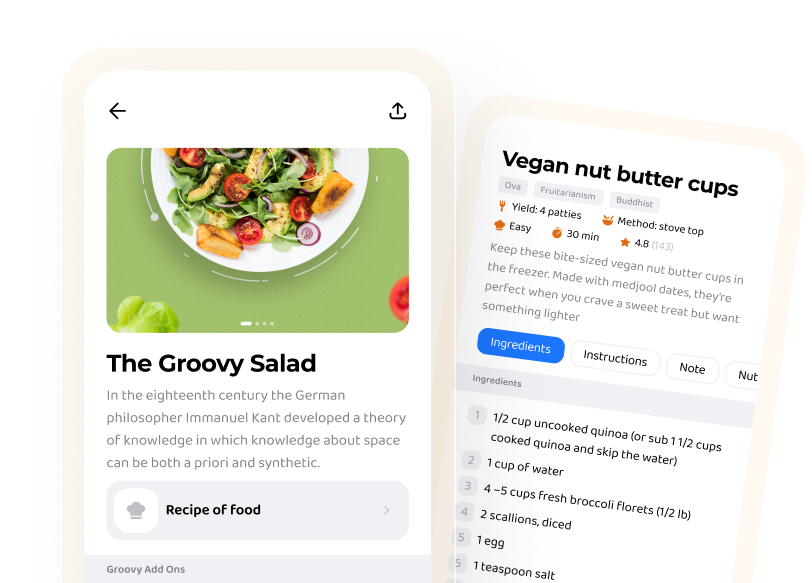 The Groovy Salad
In the eighteenth century the German
philosopher Immanuel Kant developed a theory
of knowledge in which knowledge about space
can be both a priori and synthetic.
Recipe of food
Groovy Add Ons
Vegan nut butter cups
Ova Fruitarianism Buddhist
Yield: 4 patties Method: stove top
Easy 30 min 4.8 (143)
Keep these bite-sized vegan nut butter cups in
the freezer. Made with medjool dates, they're
perfect when you crave a sweet treat but want
something lighter
Ingredients Instructions Note Nut
Ingredients
1 1/2 cup uncooked quinoa (or sub 1 1/2 cups
cooked quinoa and skip the water)
2 1 cup of water
3 4 –5 cups fresh broccoli florets (1/2 lb)
4 2 scallions, diced
5 1 egg
6 1 teaspoon salt